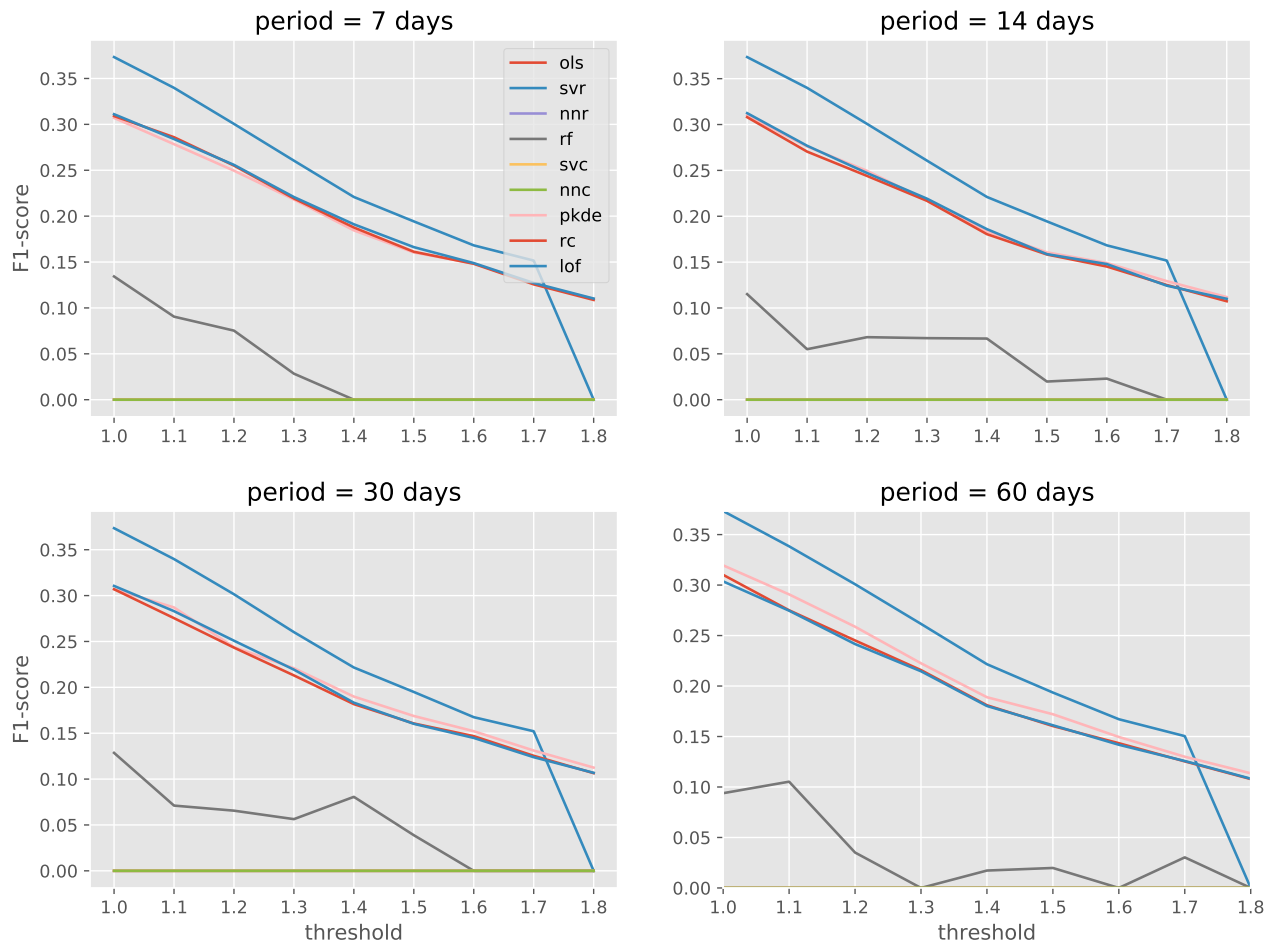 period = 7 days
period = 14 days
F1-score
0.35
0.30
0.25
0.20
0.15
0.10
0.05
0.00
ols
svr
nnr
rf
svc
nnc
pkde
rc
lof
1.0 1.1 1.2 1.3 1.4 1.5 1.6 1.7 1.8
0.35
0.30
0.25
0.20
0.15
0.10
0.05
0.00
1.0 1.1 1.2 1.3 1.4 1.5 1.6 1.7 1.8
period = 30 days
period = 60 days
F1-score
0.35
0.30
0.25
0.20
0.15
0.10
0.05
0.00
1.0 1.1 1.2 1.3 1.4 1.5 1.6 1.7 1.8
threshold
0.35
0.30
0.25
0.20
0.15
0.10
0.05
0.00
1.0 1.1 1.2 1.3 1.4 1.5 1.6 1.7 1.8
threshold